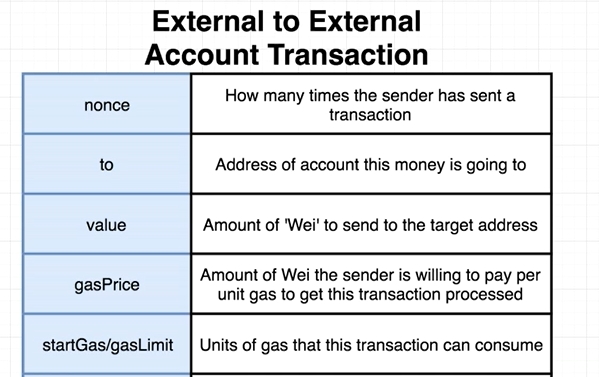 External to External
Account Transaction
nonce
How many times the sender has sent a
transaction
to
Address of account this money is going to
value
Amount of 'Wei' to send to the target address
gasPrice
Amount of Wei the sender is willing to pay per
unit gas to get this transaction processed
startGas/gasLimit
Units of gas that this transaction can consume